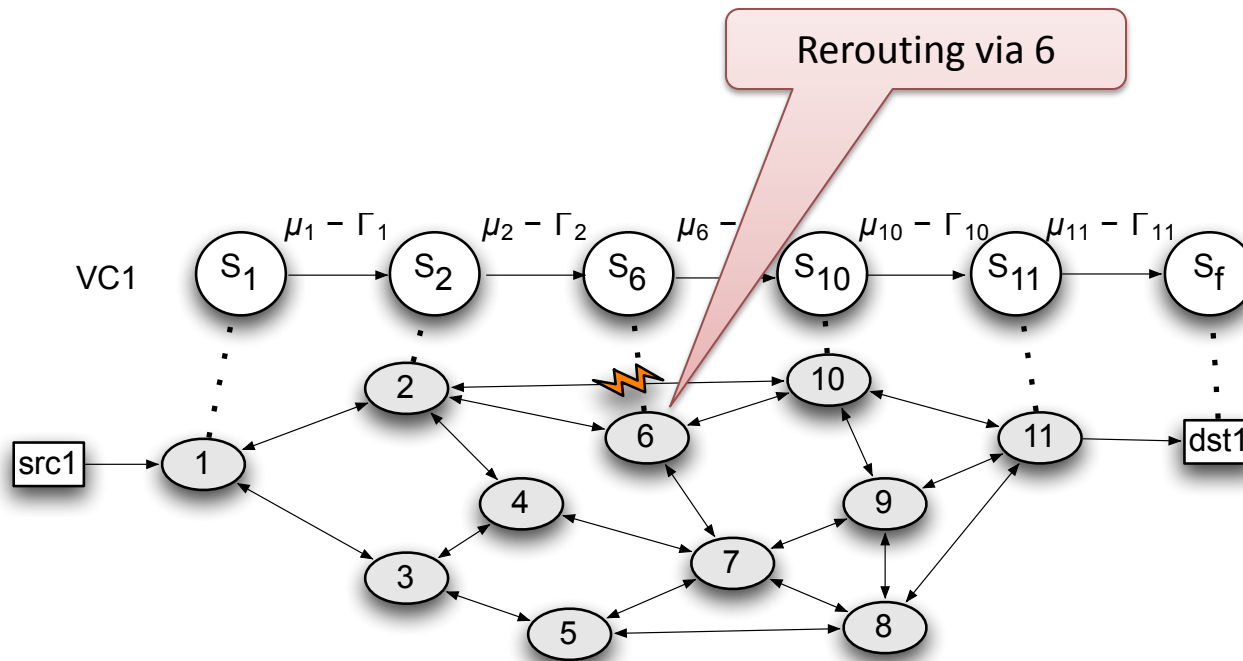 Rerouting via 6
μ₁ − Γ₁ μ₂ − Γ₂ μ₆ − μ₁₀ − Γ₁₀ μ₁₁ − Γ₁₁
VC1 S₁ S₂ S₆ S₁₀ S₁₁ S_f
2 10
6 11 dst1
src1 1
4 9
7
3
5 8